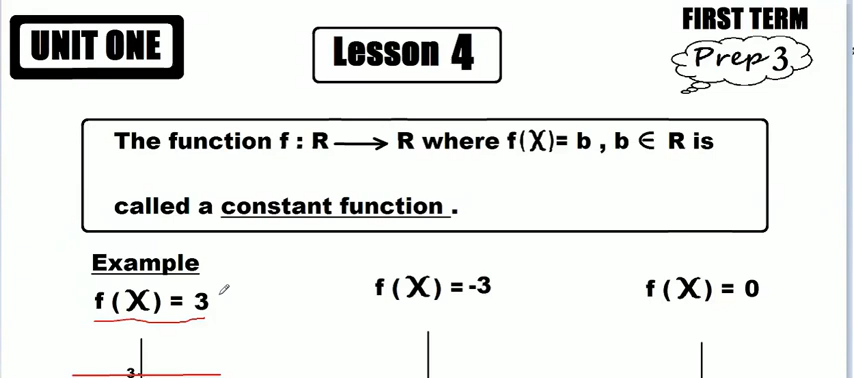 UNIT ONE
Lesson 4
FIRST TERM
Prep 3
The function f : R ⟶ R where f(X)= b , b ∈ R is
called a constant function .
Example
f (X) = 3
f (X) = -3
f (X) = 0
3